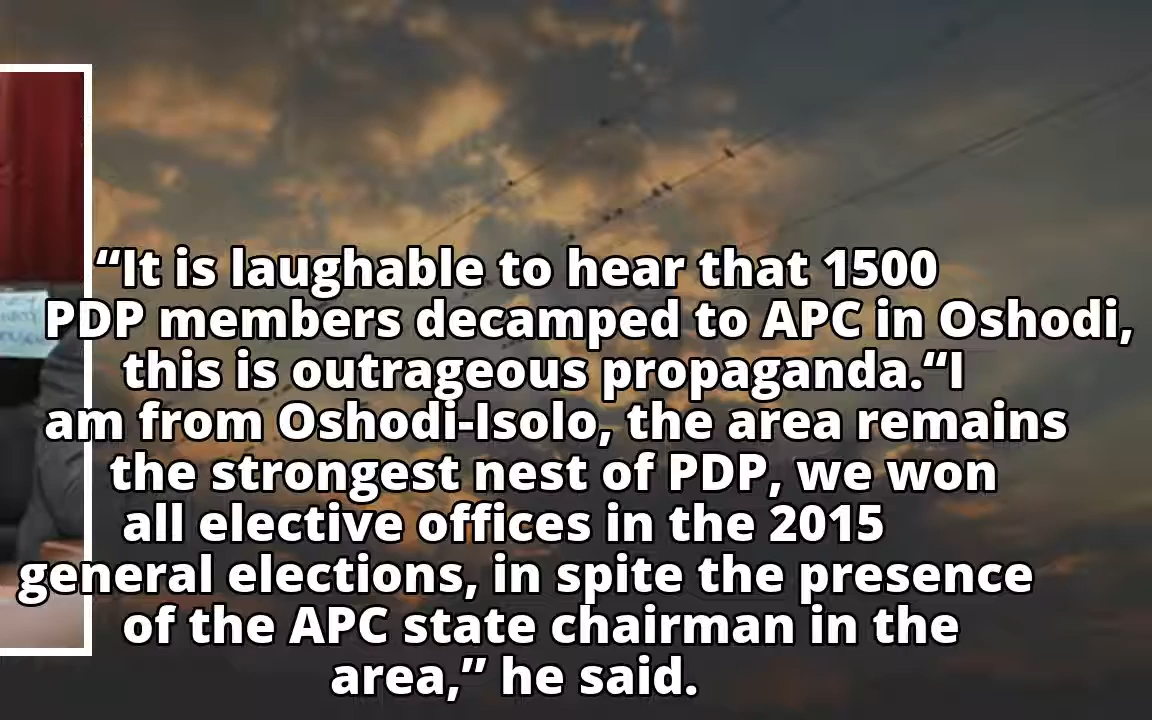 “It is laughable to hear that 1500
PDP members decamped to APC in Oshodi,
this is outrageous propaganda.“I
am from Oshodi-Isolo, the area remains
the strongest nest of PDP, we won
all elective offices in the 2015
general elections, in spite the presence
of the APC state chairman in the
area,” he said.